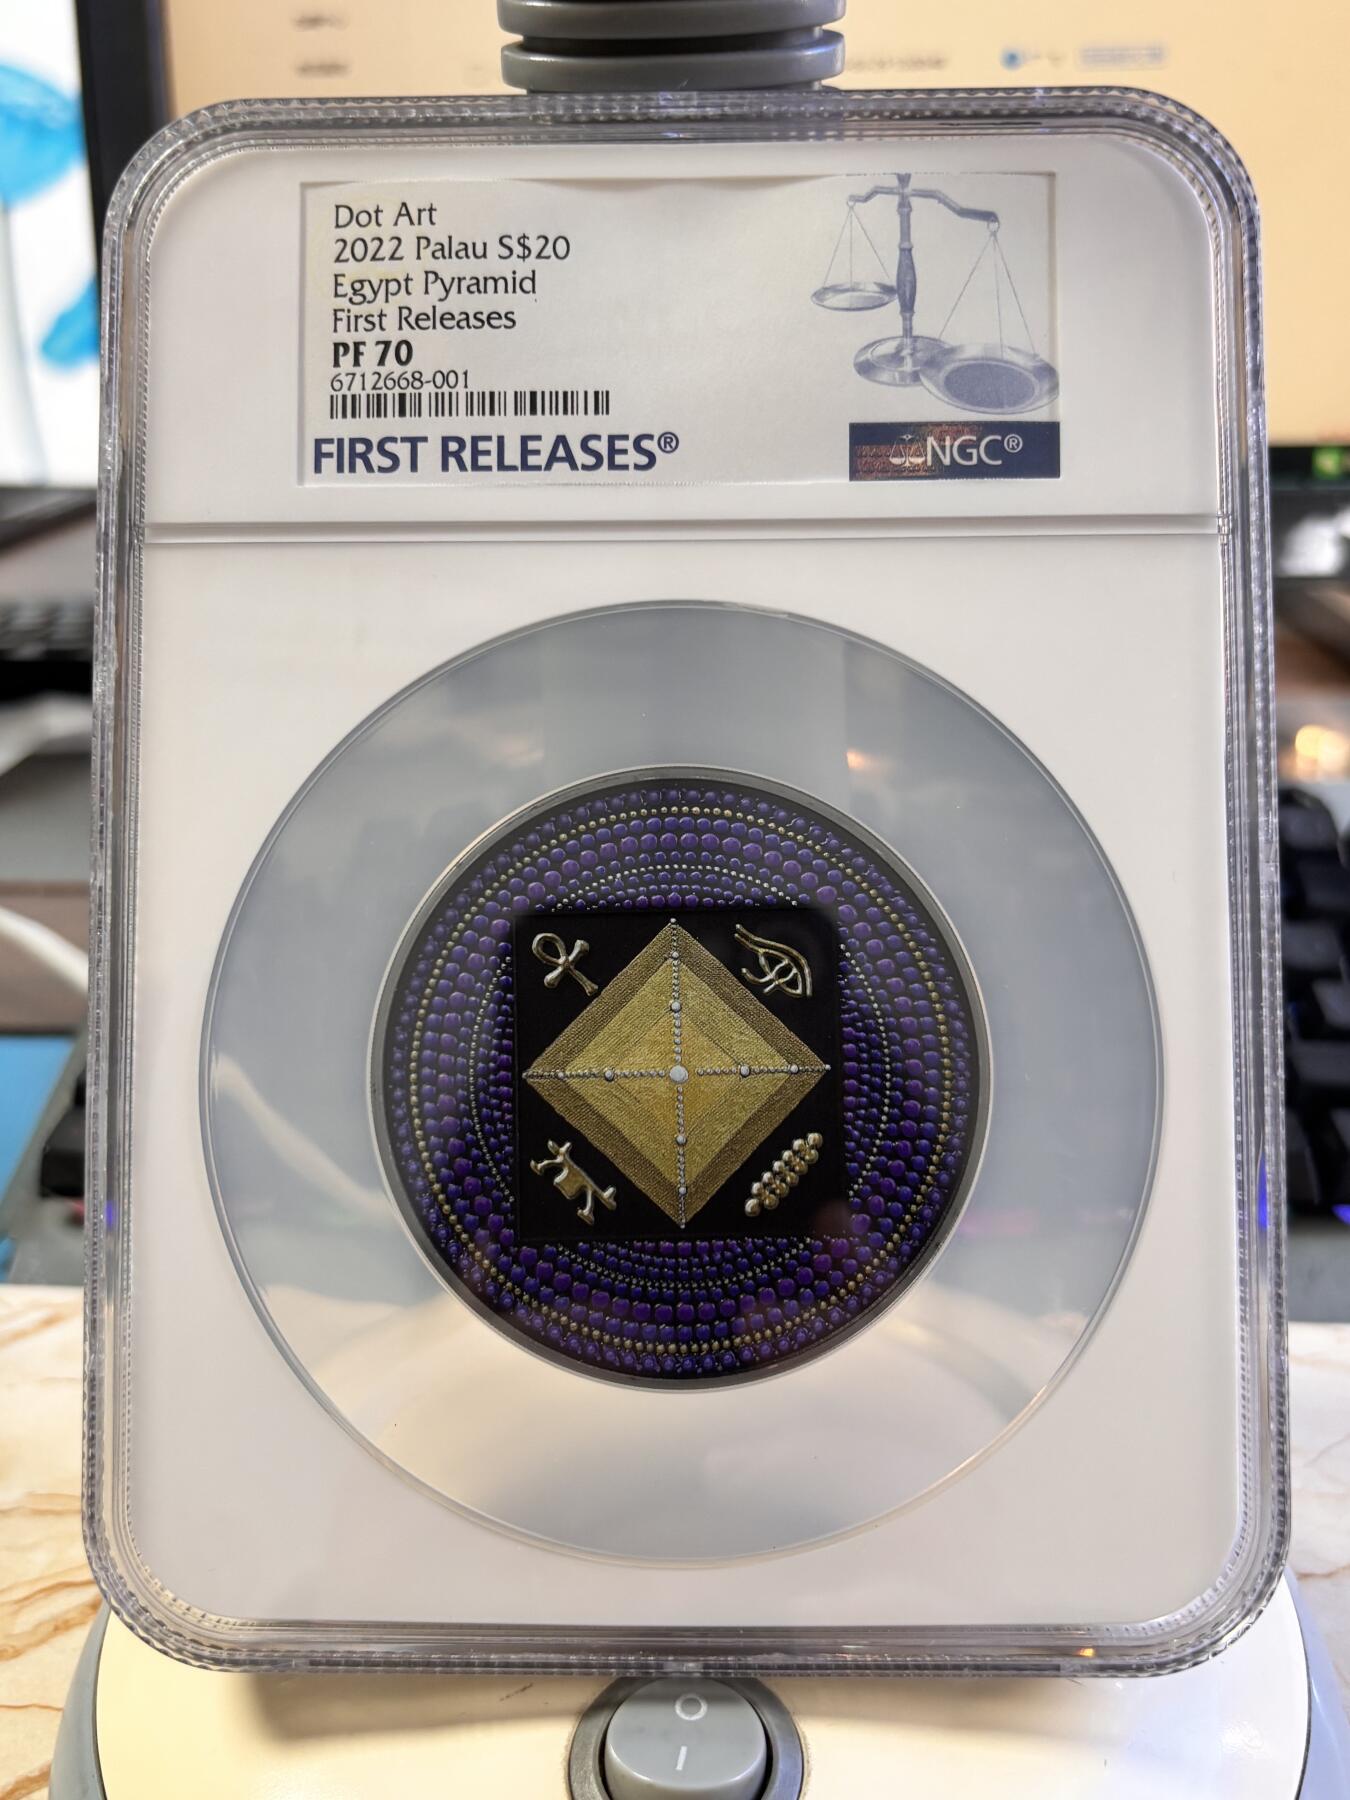 Dot Art
2022 Palau S$20
Egypt Pyramid
First Releases
PF 70
6712668-001
FIRST RELEASES®
NGC®